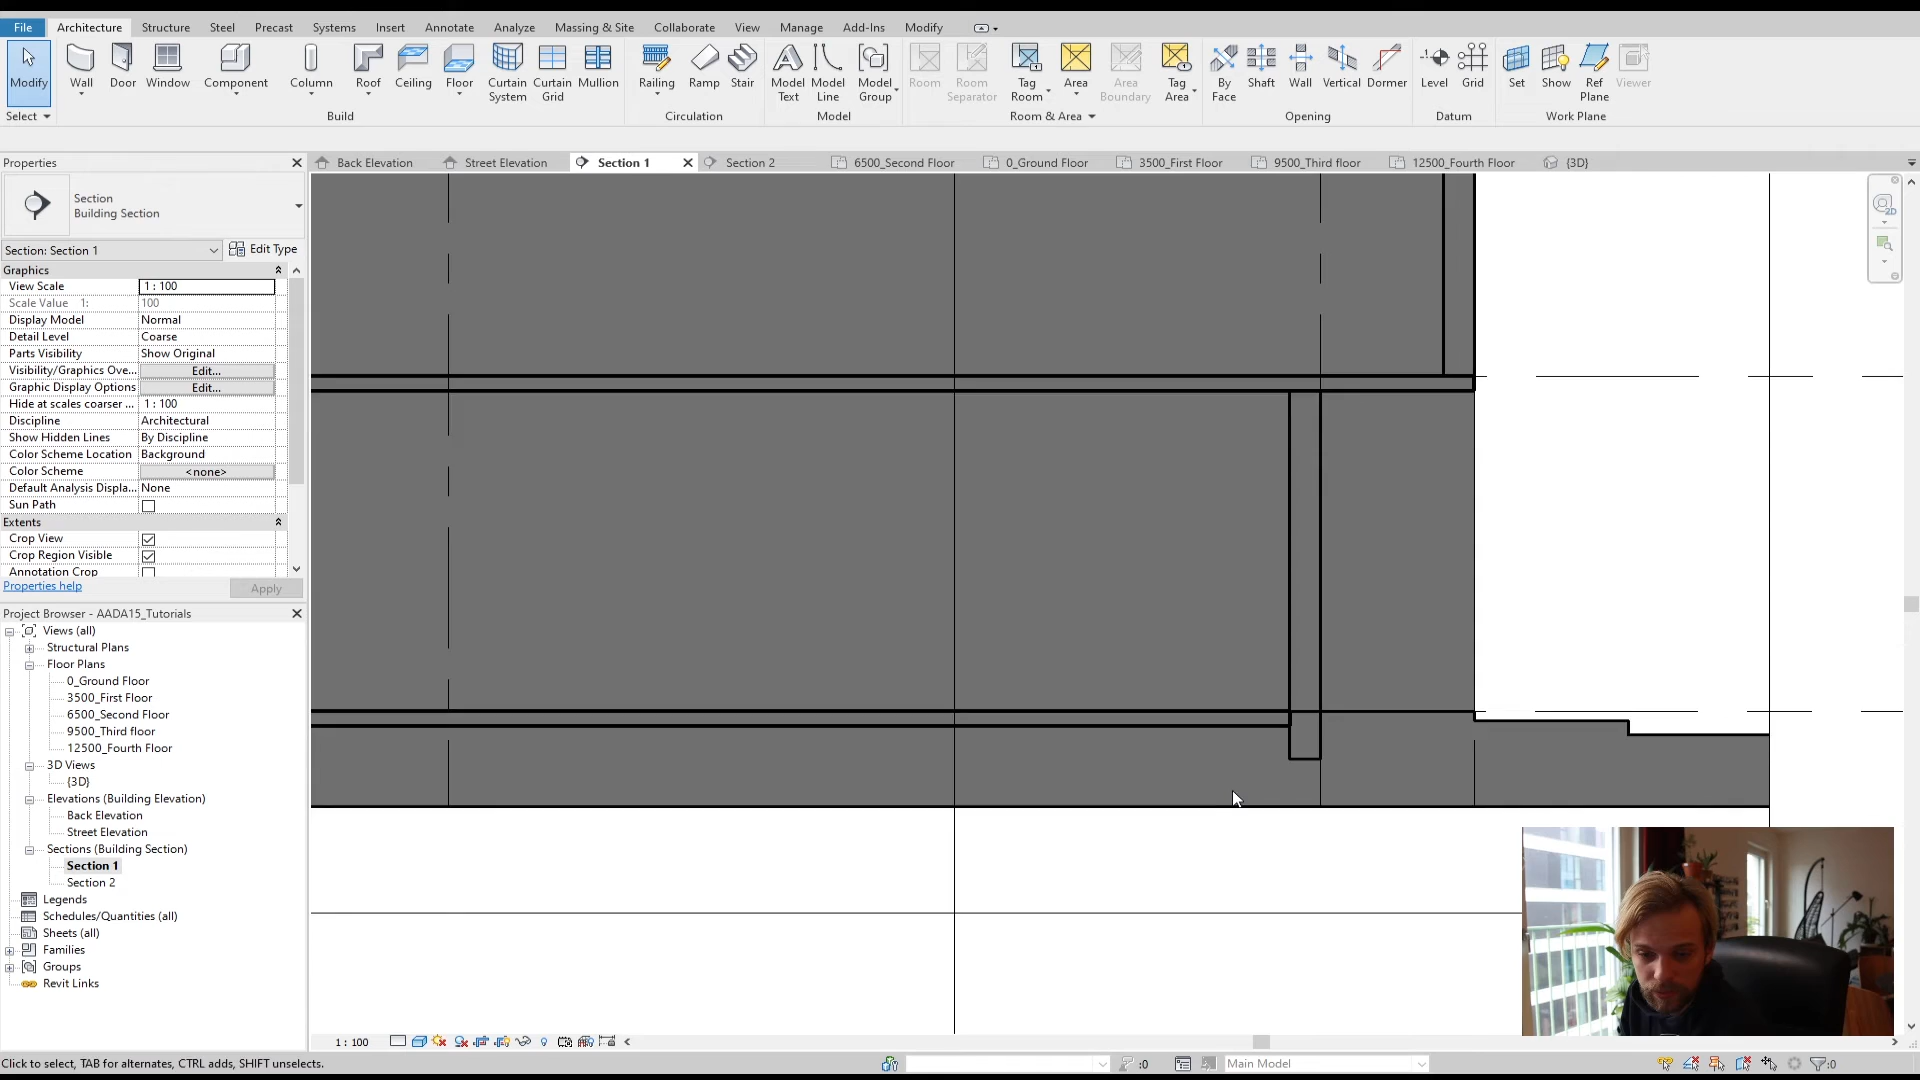 File Architecture Structure Steel Precast Systems Insert Annotate Analyze Massing & Site Collaborate View Manage Add-Ins Modify
Modify Wall Door Window Component Column Roof Ceiling Floor Curtain System Curtain Grid Mullion Railing Ramp Stair Model Text Model Line Model Group Room Room Separator Tag Room Area Area Boundary Tag Area By Face Shaft Wall Vertical Dormer Level Grid Set Show Ref Plane Viewer
Select Build Circulation Model Room & Area Opening Datum Work Plane
Properties
Back Elevation Street Elevation Section 1 Section 2 6500_Second Floor 0_Ground Floor 3500_First Floor 9500_Third floor 12500_Fourth Floor {3D}
Section
Building Section
Section: Section 1 Edit Type
Graphics
View Scale 1 : 100
Scale Value 1: 100
Display Model Normal
Detail Level Coarse
Parts Visibility Show Original
Visibility/Graphics Ove... Edit...
Graphic Display Options Edit...
Hide at scales coarser ... 1 : 100
Discipline Architectural
Show Hidden Lines By Discipline
Color Scheme Location Background
Color Scheme <none>
Default Analysis Displa... None
Sun Path
Extents
Crop View
Crop Region Visible
Annotation Crop
Properties help Apply
Project Browser - AADA15_Tutorials
Views (all)
Structural Plans
Floor Plans
0_Ground Floor
3500_First Floor
6500_Second Floor
9500_Third floor
12500_Fourth Floor
3D Views
{3D}
Elevations (Building Elevation)
Back Elevation
Street Elevation
Sections (Building Section)
Section 1
Section 2
Legends
Schedules/Quantities (all)
Sheets (all)
Families
Groups
Revit Links
2D
1 : 100
Click to select, TAB for alternates, CTRL adds, SHIFT unselects. :0 Main Model :0